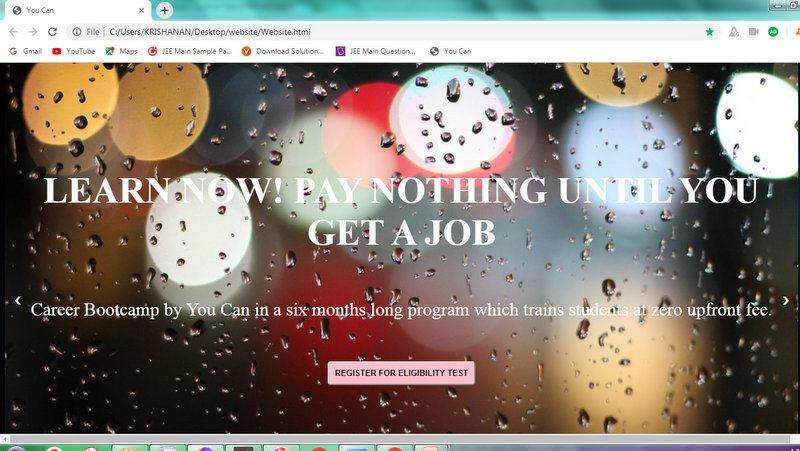 You Can
File | C:/Users/KRISHANAN/Desktop/website/Website.html
Gmail YouTube Maps JEE Main Sample Pa... Download Solution... JEE Main Question... You Can
LEARN NOW! PAY NOTHING UNTIL YOU
GET A JOB
Career Bootcamp by You Can in a six months long program which trains students at zero upfront fee.
REGISTER FOR ELIGIBILITY TEST